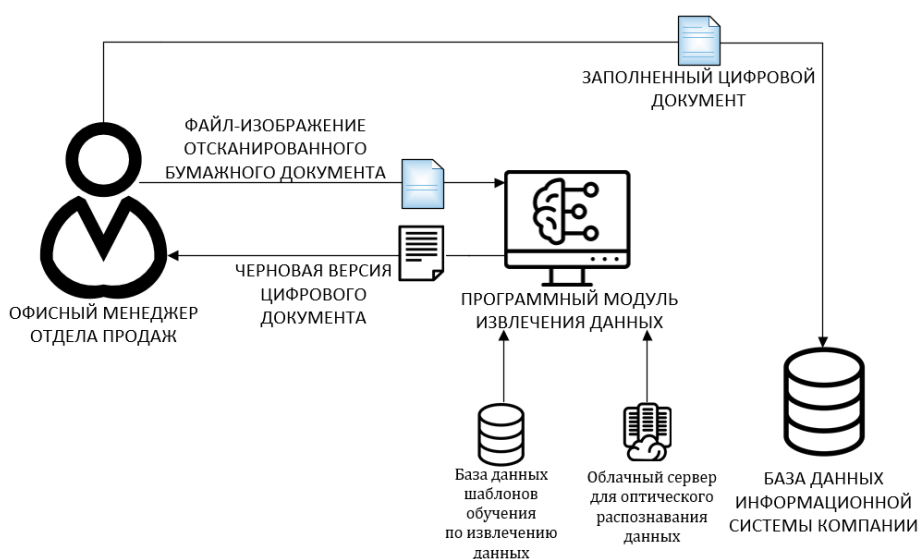 ЗАПОЛНЕННЫЙ ЦИФРОВОЙ
ДОКУМЕНТ
ФАЙЛ-ИЗОБРАЖЕНИЕ
ОТСКАНИРОВАННОГО
БУМАЖНОГО ДОКУМЕНТА
ЧЕРНОВАЯ ВЕРСИЯ
ЦИФРОВОГО
ДОКУМЕНТА
ОФИСНЫЙ МЕНЕДЖЕР
ОТДЕЛА ПРОДАЖ
ПРОГРАММНЫЙ МОДУЛЬ
ИЗВЛЕЧЕНИЯ ДАННЫХ
База данных
шаблонов
обучения
по извлечению
данных
Облачный сервер
для оптического
распознавания
данных
БАЗА ДАННЫХ
ИНФОРМАЦИОННОЙ
СИСТЕМЫ КОМПАНИИ